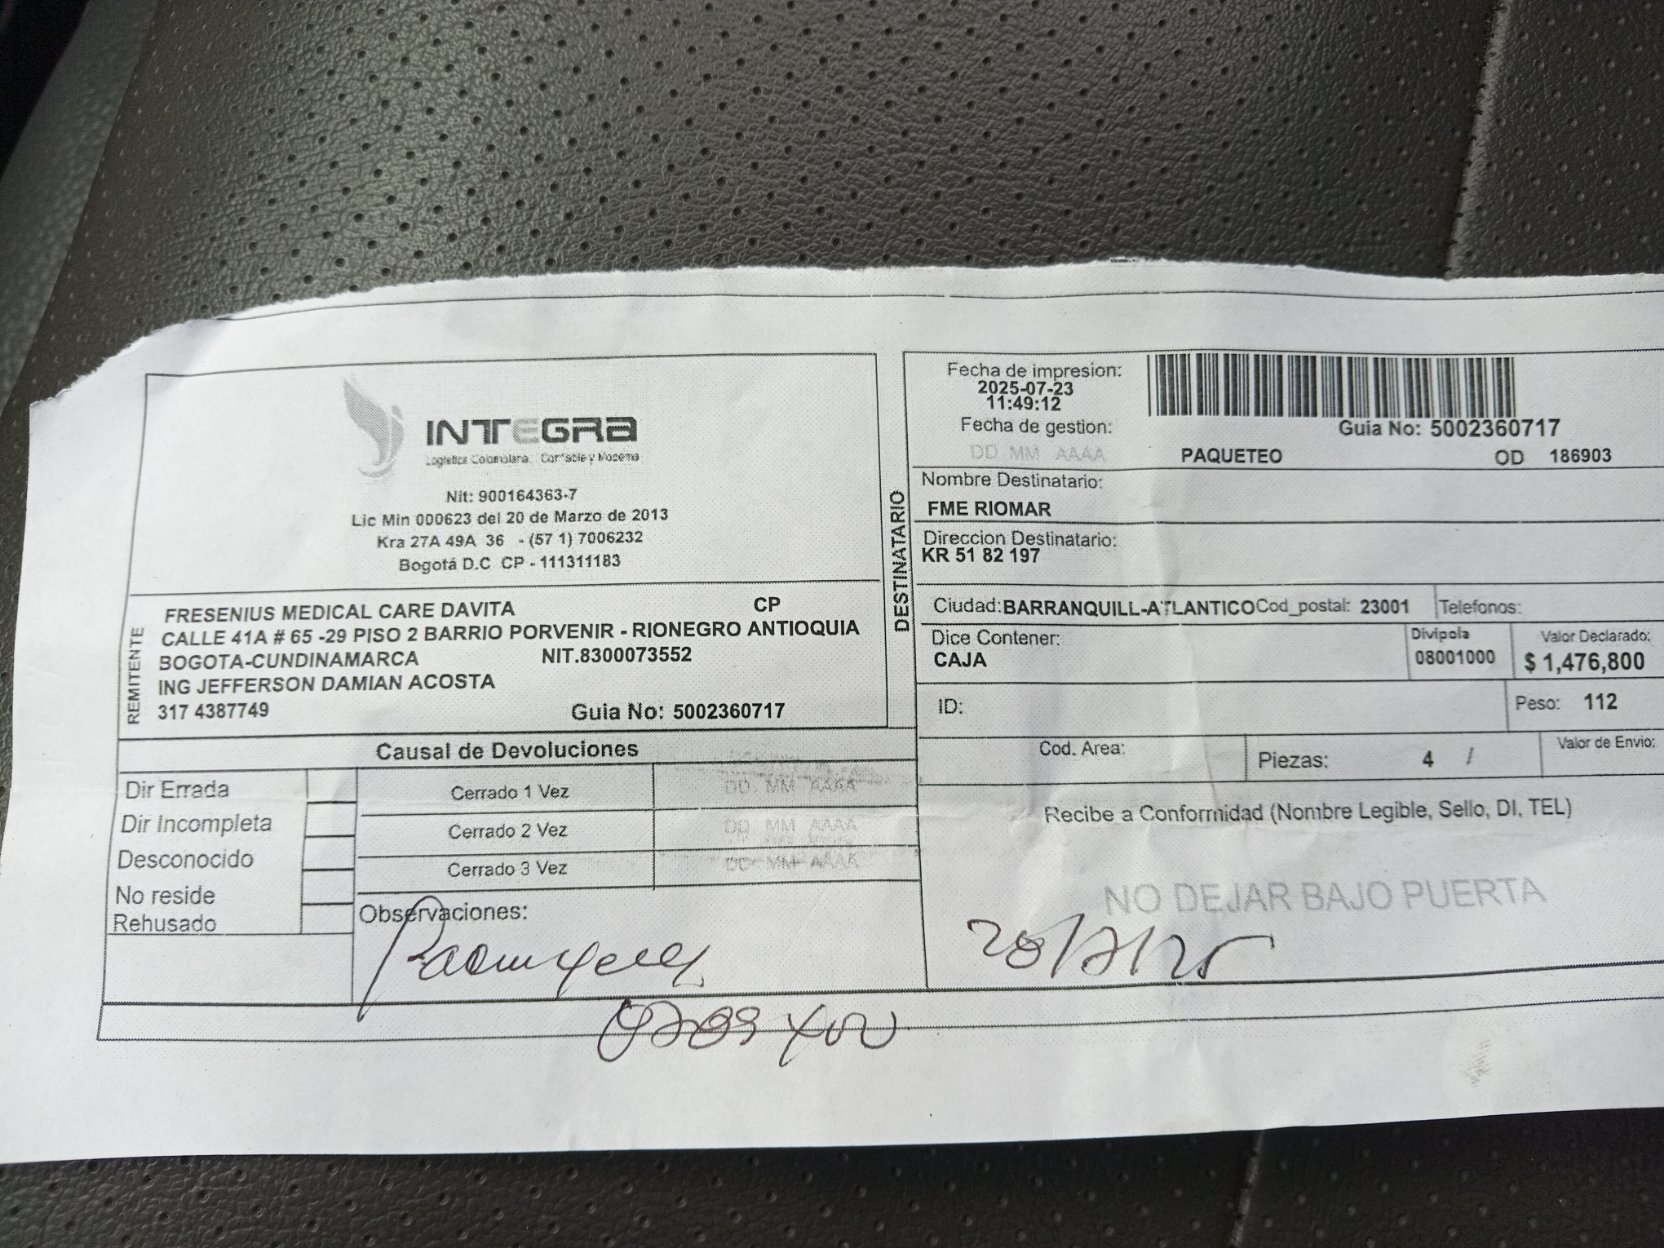 INTEGRA
Nit: 900164363-7
Lic Min 000623 del 20 de Marzo de 2013
Kra 27A 49A 36 - (57 1) 7006232
Bogotá D.C CP - 111311183
REMITENTE
FRESENIUS MEDICAL CARE DAVITA CP
CALLE 41A # 65 -29 PISO 2 BARRIO PORVENIR - RIONEGRO ANTIOQUIA
BOGOTA-CUNDINAMARCA NIT.8300073552
ING JEFFERSON DAMIAN ACOSTA
317 4387749 Guia No: 5002360717
Causal de Devoluciones
Dir Errada
Dir Incompleta
Desconocido
No reside
Rehusado
Cerrado 1 Vez DD MM AAAA
Cerrado 2 Vez DD MM AAAA
Cerrado 3 Vez DD MM AAAA
Observaciones:
DESTINATARIO
Fecha de impresion:
2025-07-23
11:49:12
Fecha de gestion:
DD MM AAAA
Guia No: 5002360717
PAQUETEO OD 186903
Nombre Destinatario:
FME RIOMAR
Direccion Destinatario:
KR 51 82 197
Ciudad:BARRANQUILL-ATLANTICO Cod_postal: 23001 Telefonos:
Dice Contener:
CAJA
Divipola
08001000
Valor Declarado:
$ 1,476,800
ID:
Peso: 112
Cod. Area:
Piezas: 4 /
Valor de Envio:
Recibe a Conformidad (Nombre Legible, Sello, DI, TEL)
NO DEJAR BAJO PUERTA